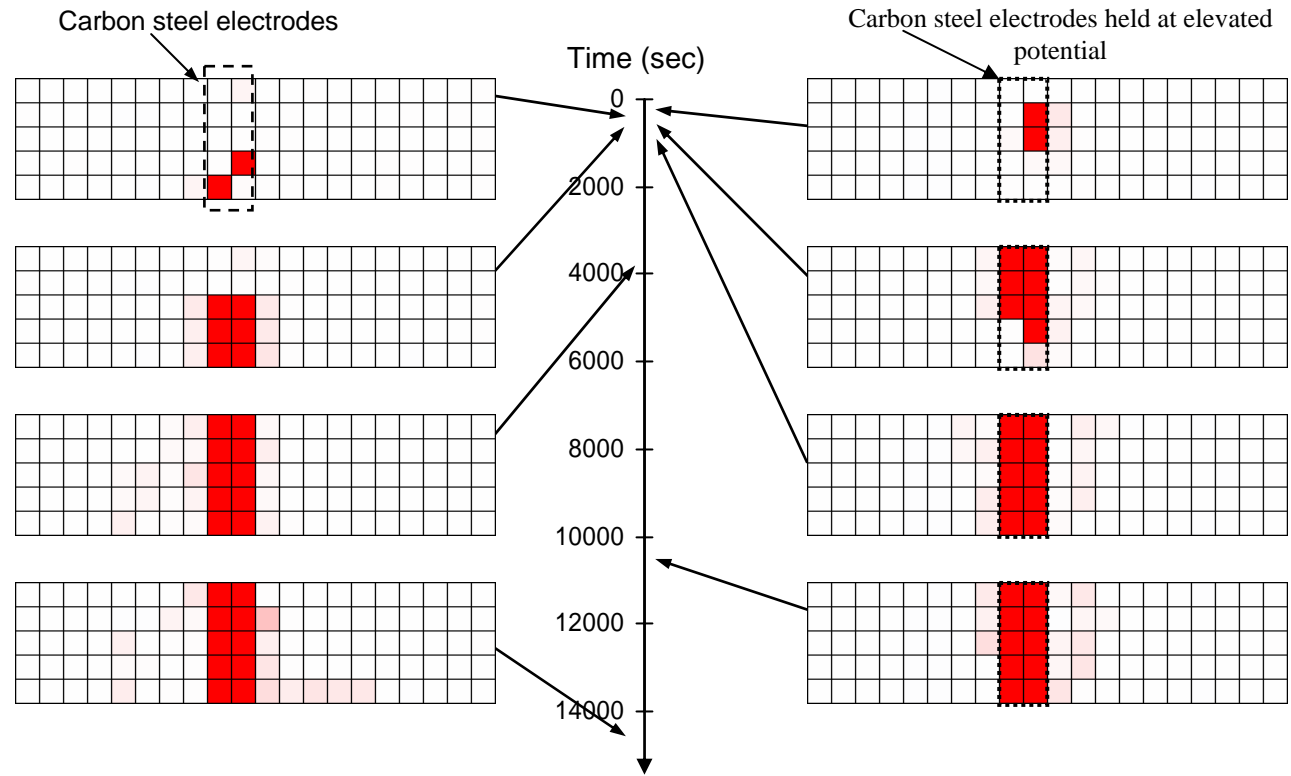 Carbon steel electrodes
Time (sec)
Carbon steel electrodes held at elevated
potential
0
2000
4000
6000
8000
10000
12000
14000